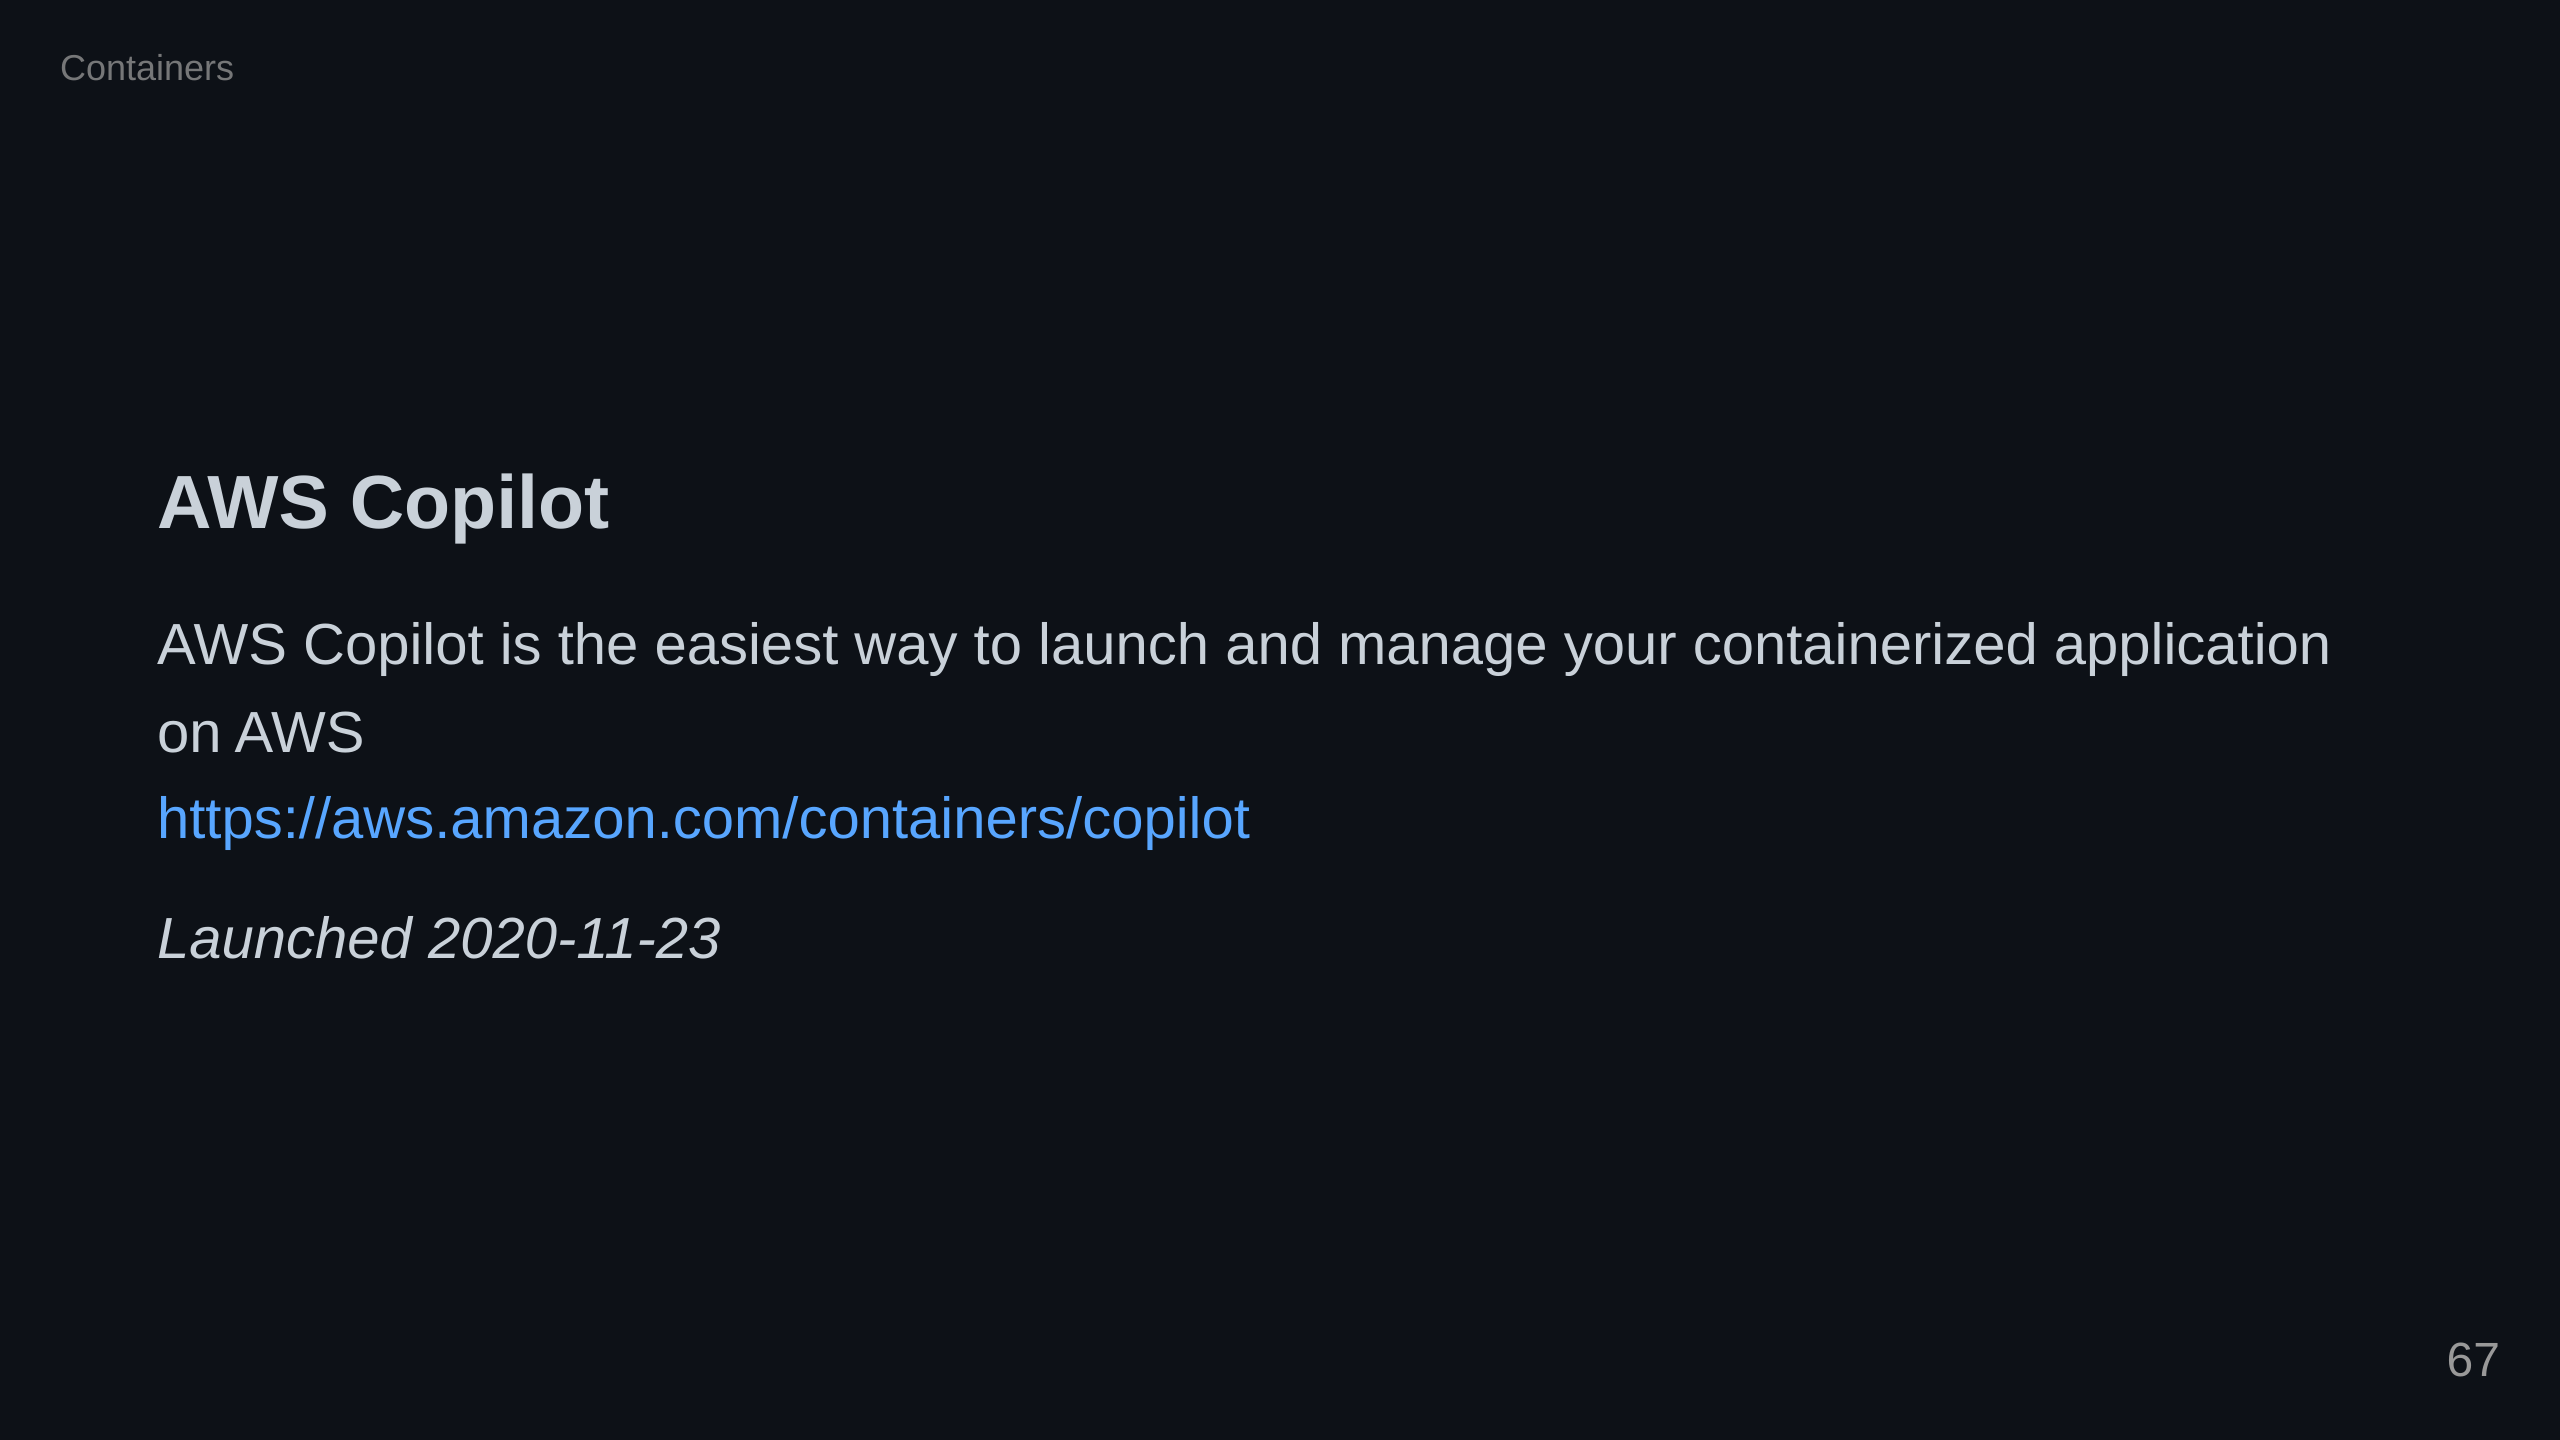 Containers
AWS Copilot
AWS Copilot is the easiest way to launch and manage your containerized application
on AWS
https://aws.amazon.com/containers/copilot
Launched 2020-11-23
67